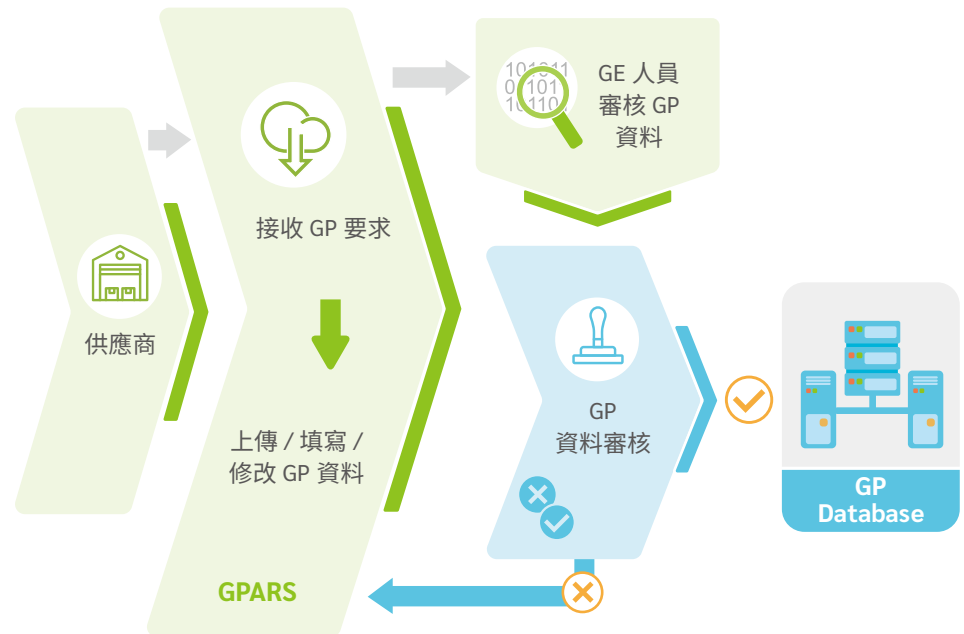 供應商
接收 GP 要求
上傳 / 填寫 /
修改 GP 資料
GPARS
GE 人員
審核 GP
資料
GP
資料審核
GP
Database